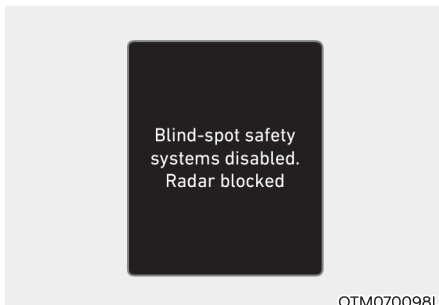 Blind-spot safety
systems disabled.
Radar blocked
OTM070098L